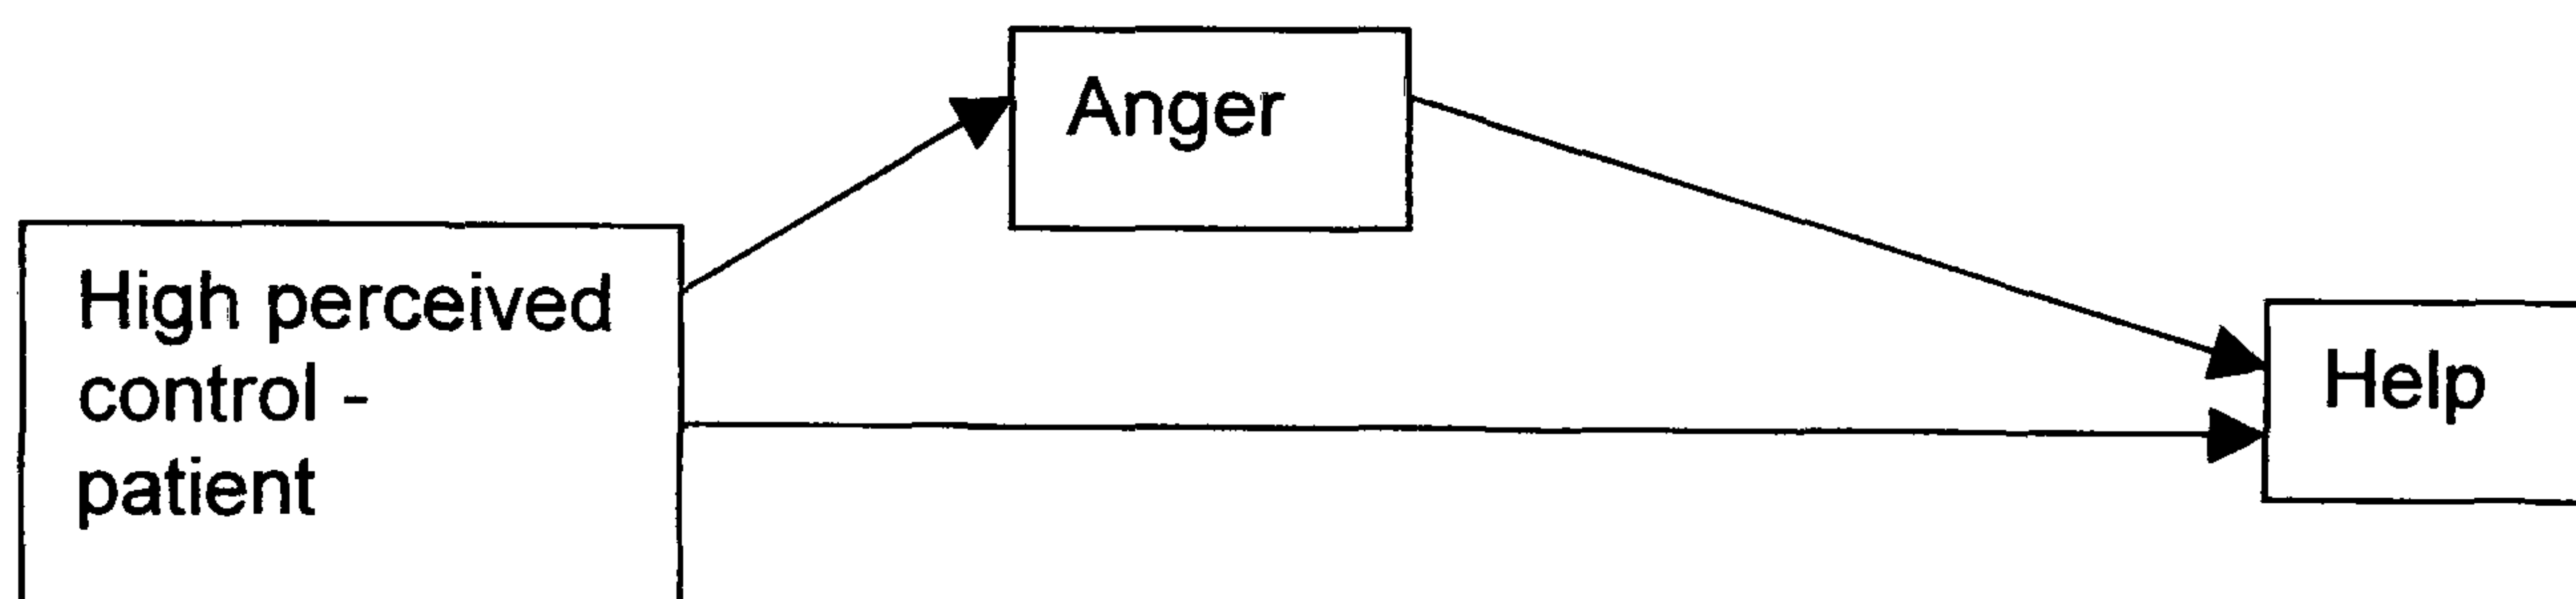 Anger
High perceived
control -
patient
Help